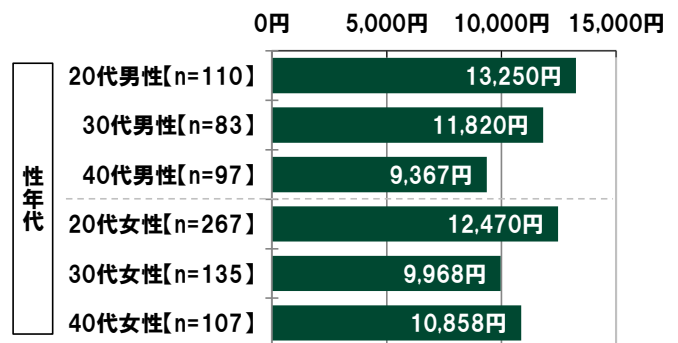 0円 5,000円 10,000円 15,000円
性年代
20代男性【n=110】 13,250円
30代男性【n=83】 11,820円
40代男性【n=97】 9,367円
20代女性【n=267】 12,470円
30代女性【n=135】 9,968円
40代女性【n=107】 10,858円